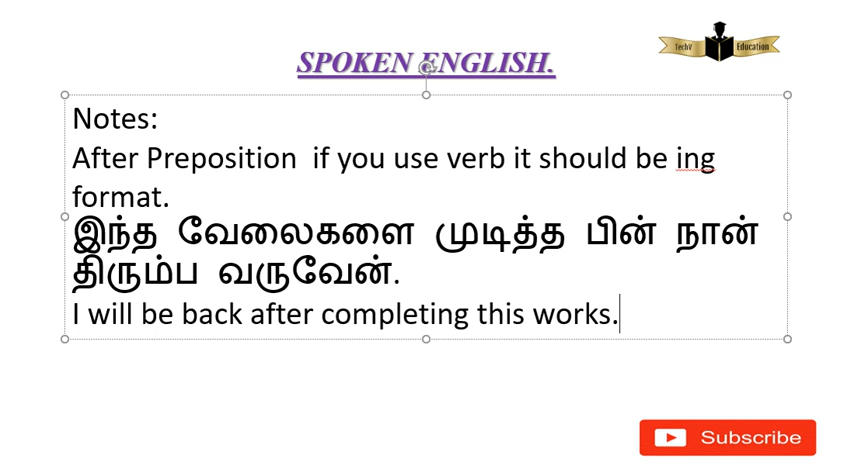 SPOKEN ENGLISH.
TechV Education
Notes:
After Preposition if you use verb it should be ing
format.
இந்த வேலைகளை முடித்த பின் நான்
திரும்ப வருவேன்.
I will be back after completing this works.
Subscribe